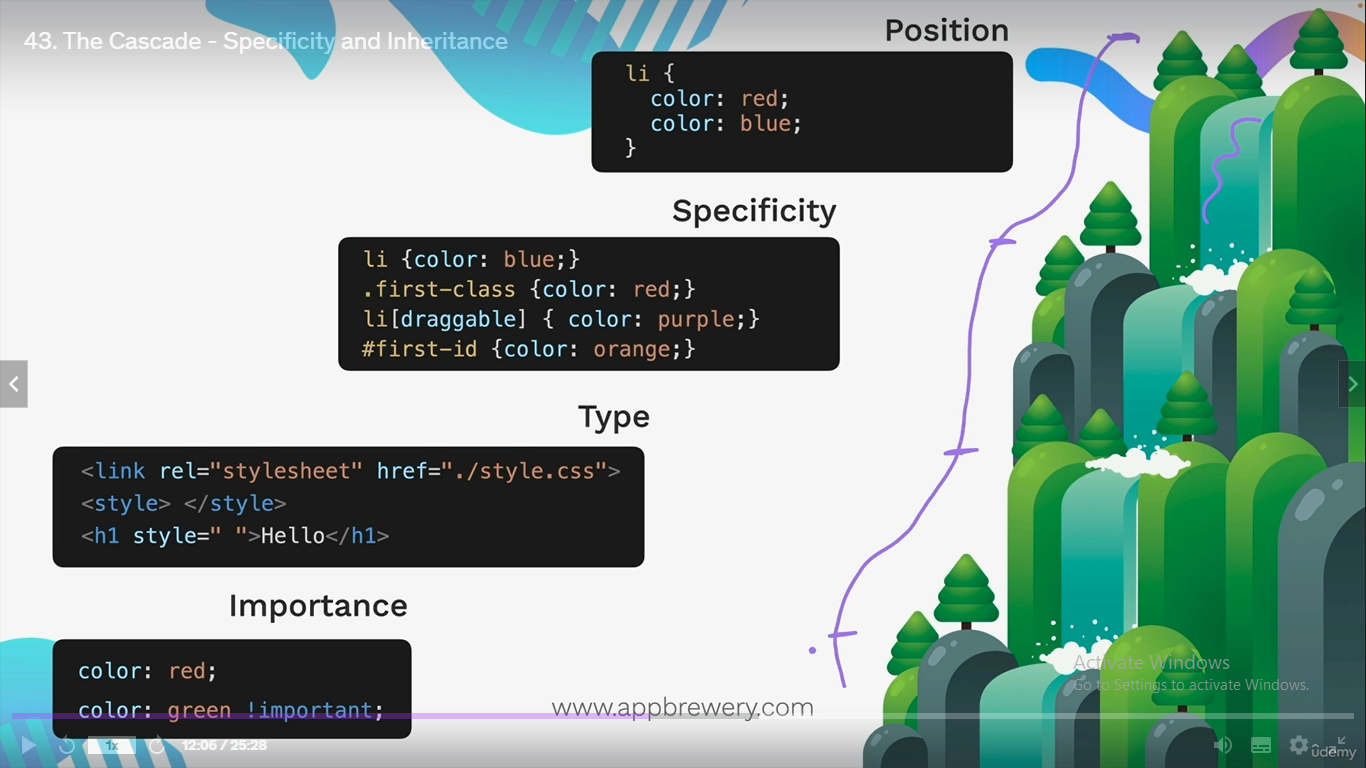 43. The Cascade - Specificity and Inheritance
Position
li {
color: red;
color: blue;
}
Specificity
li {color: blue;}
.first-class {color: red;}
li[draggable] { color: purple;}
#first-id {color: orange;}
Type
<link rel="stylesheet" href="./style.css">
<style> </style>
<h1 style=" ">Hello</h1>
Importance
color: red;
color: green !important;
www.appbrewery.com
Activate Windows
Go to Settings to activate Windows.
1x
12:06 / 25:28
ûdemy